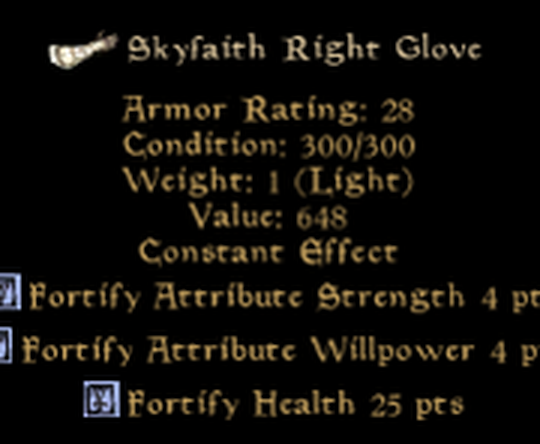 Skyfaith Right Glove
Armor Rating: 28
Condition: 300/300
Weight: 1 (Light)
Value: 648
Constant Effect
Fortify Attribute Strength 4 pt
Fortify Attribute Willpower 4 p
Fortify Health 25 pts